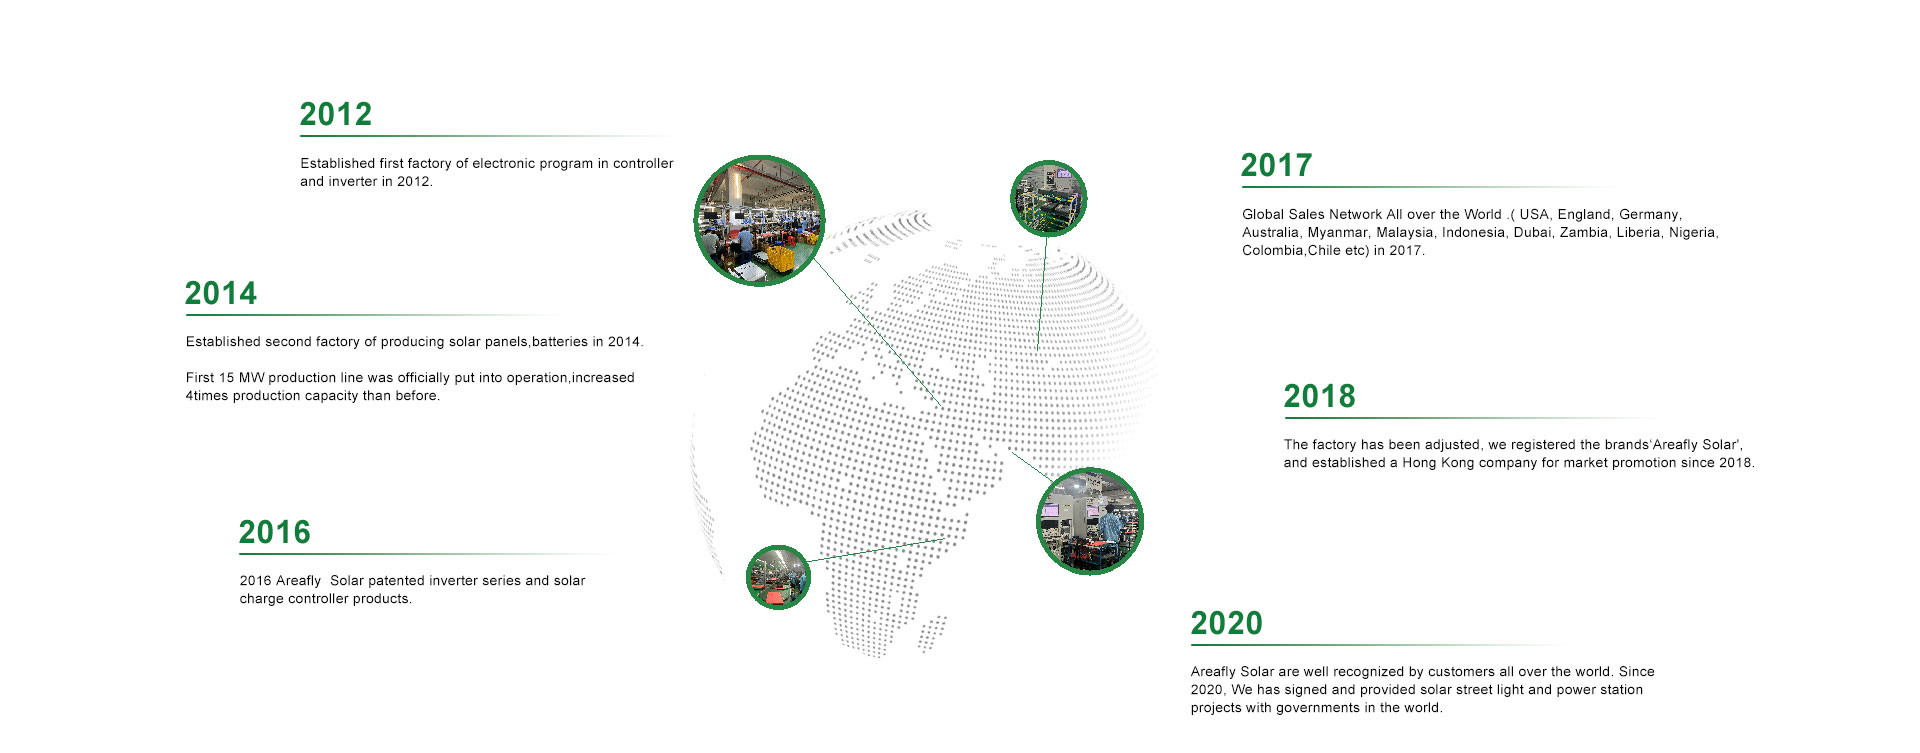 2012
Established first factory of electronic program in controller
and inverter in 2012.
2014
Established second factory of producing solar panels,batteries in 2014.
First 15 MW production line was officially put into operation,increased
4times production capacity than before.
2016
2016 Areafly  Solar patented inverter series and solar
charge controller products.
2017
Global Sales Network All over the World .( USA, England, Germany,
Australia, Myanmar, Malaysia, Indonesia, Dubai, Zambia, Liberia, Nigeria,
Colombia,Chile etc) in 2017.
2018
The factory has been adjusted, we registered the brands‘Areafly Solar’,
and established a Hong Kong company for market promotion since 2018.
2020
Areafly Solar are well recognized by customers all over the world. Since
2020, We has signed and provided solar street light and power station
projects with governments in the world.